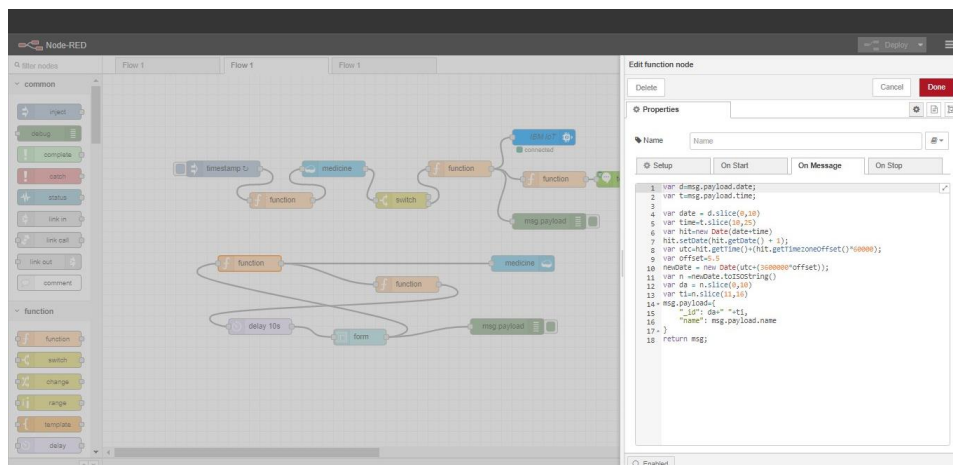 Node-RED
Deploy
filter nodes
Flow 1
Flow 1
Flow 1
common
inject
debug
complete
catch
status
link in
link call
link out
comment
function
function
switch
change
range
template
delay
timestamp ↻
function
medicine
switch
function
IBM IoT
connected
function
msg.payload
function
medicine
function
delay 10s
form
msg.payload
Edit function node
Delete
Cancel
Done
Properties
Name
Name
Setup
On Start
On Message
On Stop
1 var d=msg.payload.date;
2 var t=msg.payload.time;
3
4 var date = d.slice(0,10)
5 var time=t.slice(10,25)
6 var hit=new Date(date+time)
7 hit.setDate(hit.getDate() + 1);
8 var utc=hit.getTime()+(hit.getTimezoneOffset()*60000);
9 var offset=5.5
10 newDate = new Date(utc+(3600000*offset));
11 var n =newDate.toISOString()
12 var da = n.slice(0,10)
13 var ti=n.slice(11,16)
14 msg.payload={
15 "_id": da+" "+ti,
16 "name": msg.payload.name
17 }
18 return msg;
Enabled